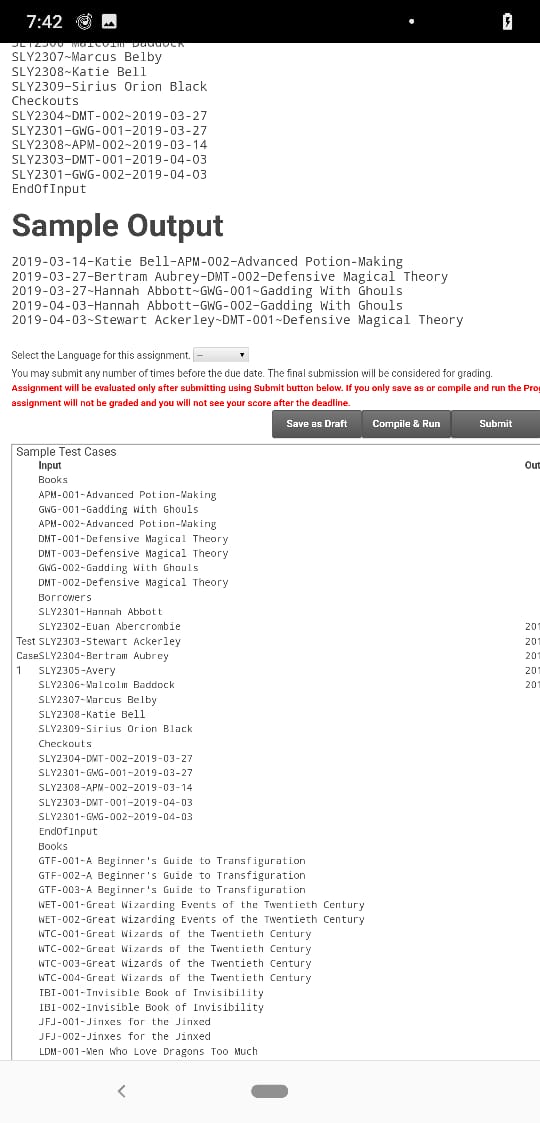 7:42
SLY2306~Malcolm Baddock
SLY2307~Marcus Belby
SLY2308~Katie Bell
SLY2309~Sirius Orion Black
Checkouts
SLY2304~DMT-002~2019-03-27
SLY2301~GWG-001~2019-03-27
SLY2308~APM-002~2019-03-14
SLY2303~DMT-001~2019-04-03
SLY2301~GWG-002~2019-04-03
EndOfInput
Sample Output
2019-03-14~Katie Bell~APM-002~Advanced Potion-Making
2019-03-27~Bertram Aubrey~DMT-002~Defensive Magical Theory
2019-03-27~Hannah Abbott~GWG-001~Gadding With Ghouls
2019-04-03~Hannah Abbott~GWG-002~Gadding With Ghouls
2019-04-03~Stewart Ackerley~DMT-001~Defensive Magical Theory
Select the Language for this assignment. --
You may submit any number of times before the due date. The final submission will be considered for grading.
Assignment will be evaluated only after submitting using Submit button below. If you only save as or compile and run the Prog
assignment will not be graded and you will not see your score after the deadline.
Save as Draft Compile & Run Submit
Sample Test Cases
Input Out
Books
APM-001~Advanced Potion-Making
GWG-001~Gadding With Ghouls
APM-002~Advanced Potion-Making
DMT-001~Defensive Magical Theory
DMT-003~Defensive Magical Theory
GWG-002~Gadding With Ghouls
DMT-002~Defensive Magical Theory
Borrowers
SLY2301~Hannah Abbott
SLY2302~Euan Abercrombie 201
Test SLY2303~Stewart Ackerley 201
Case SLY2304~Bertram Aubrey 201
1 SLY2305~Avery 201
SLY2306~Malcolm Baddock 201
SLY2307~Marcus Belby
SLY2308~Katie Bell
SLY2309~Sirius Orion Black
Checkouts
SLY2304~DMT-002~2019-03-27
SLY2301~GWG-001~2019-03-27
SLY2308~APM-002~2019-03-14
SLY2303~DMT-001~2019-04-03
SLY2301~GWG-002~2019-04-03
EndOfInput
Books
GTF-001~A Beginner's Guide to Transfiguration
GTF-002~A Beginner's Guide to Transfiguration
GTF-003~A Beginner's Guide to Transfiguration
WET-001~Great Wizarding Events of the Twentieth Century
WET-002~Great Wizarding Events of the Twentieth Century
WTC-001~Great Wizards of the Twentieth Century
WTC-002~Great Wizards of the Twentieth Century
WTC-003~Great Wizards of the Twentieth Century
WTC-004~Great Wizards of the Twentieth Century
IBI-001~Invisible Book of Invisibility
IBI-002~Invisible Book of Invisibility
JFJ-001~Jinxes for the Jinxed
JFJ-002~Jinxes for the Jinxed
LDM-001~Men Who Love Dragons Too Much